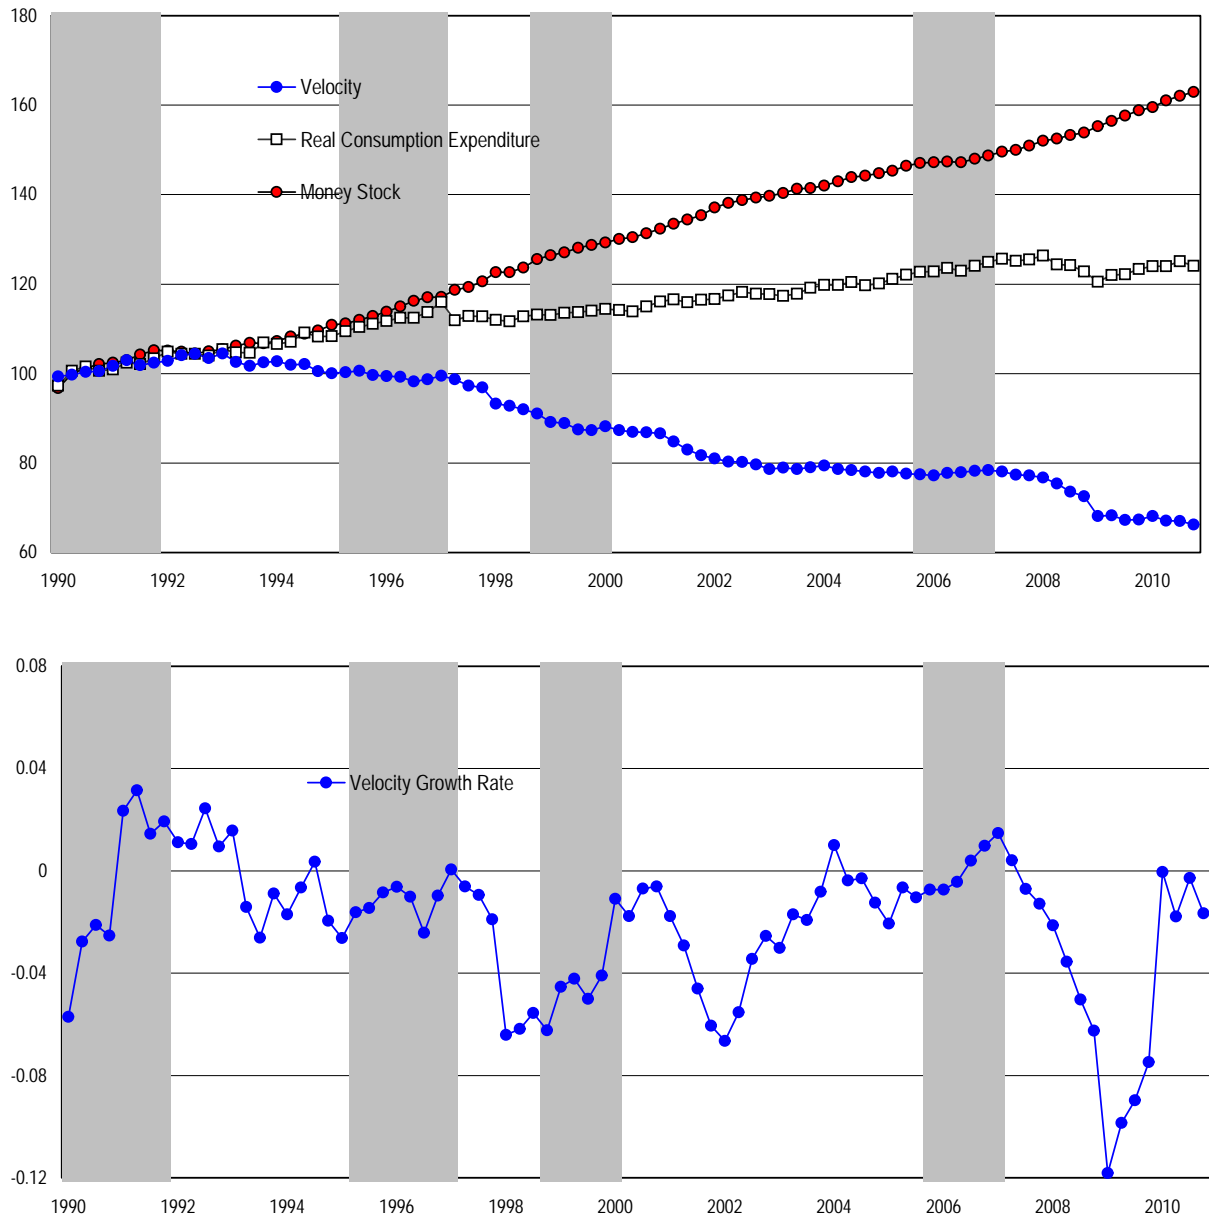 180
160
140
120
100
80
60
Velocity
Real Consumption Expenditure
Money Stock
1990 1992 1994 1996 1998 2000 2002 2004 2006 2008 2010
0.08
0.04
0
-0.04
-0.08
-0.12
Velocity Growth Rate
1990 1992 1994 1996 1998 2000 2002 2004 2006 2008 2010